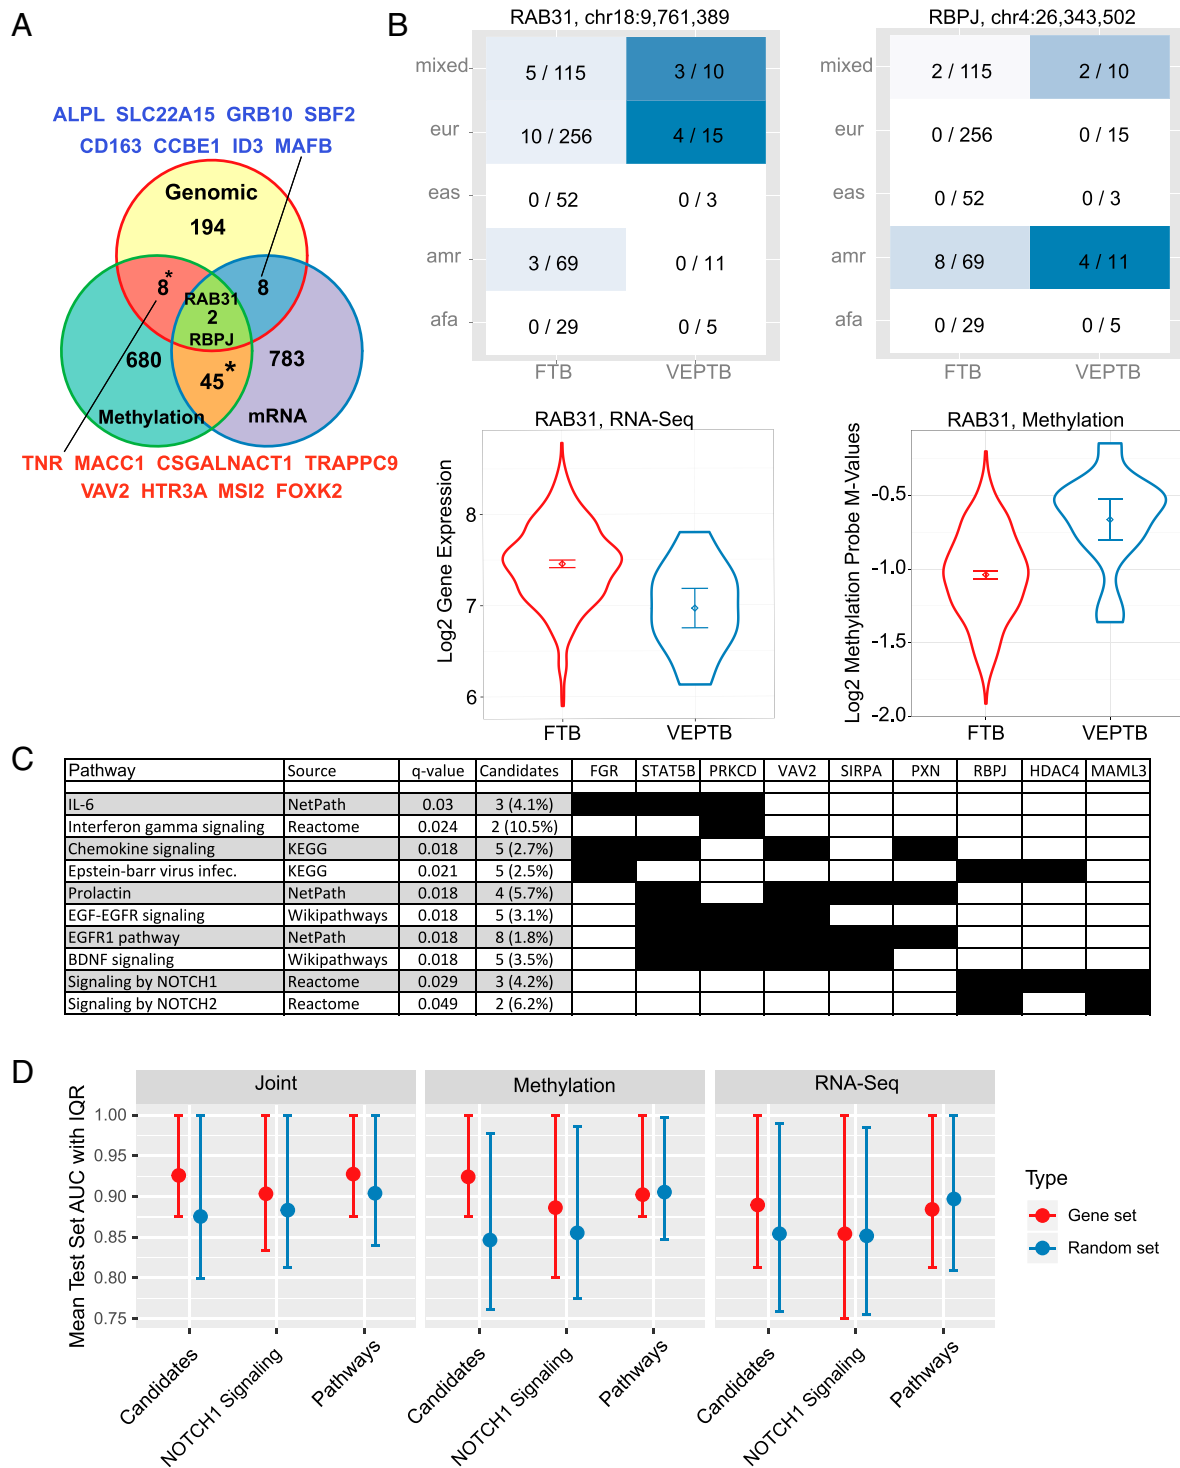 A
ALPL SLC22A15 GRB10 SBF2
CD163 CCBE1 ID3 MAFB
Genomic
194
8*
8
RAB31
2
RBPJ
680
783
45*
Methylation
mRNA
TNR MACC1 CSGALNACT1 TRAPPC9
VAV2 HTR3A MSI2 FOXK2
B
RAB31, chr18:9,761,389
mixed 5 / 115 3 / 10
eur 10 / 256 4 / 15
eas 0 / 52 0 / 3
amr 3 / 69 0 / 11
afa 0 / 29 0 / 5
FTB VEPTB
RBPJ, chr4:26,343,502
mixed 2 / 115 2 / 10
eur 0 / 256 0 / 15
eas 0 / 52 0 / 3
amr 8 / 69 4 / 11
afa 0 / 29 0 / 5
FTB VEPTB
RAB31, RNA-Seq
Log2 Gene Expression
8
7
6
FTB VEPTB
RAB31, Methylation
Log2 Methylation Probe M-Values
-0.5
-1.0
-1.5
-2.0
FTB VEPTB
C
Pathway Source q-value Candidates FGR STAT5B PRKCD VAV2 SIRPA PXN RBPJ HDAC4 MAML3
IL-6 NetPath 0.03 3 (4.1%)
Interferon gamma signaling Reactome 0.024 2 (10.5%)
Chemokine signaling KEGG 0.018 5 (2.7%)
Epstein-barr virus infec. KEGG 0.021 5 (2.5%)
Prolactin NetPath 0.018 4 (5.7%)
EGF-EGFR signaling Wikipathways 0.018 5 (3.1%)
EGFR1 pathway NetPath 0.018 8 (1.8%)
BDNF signaling Wikipathways 0.018 5 (3.5%)
Signaling by NOTCH1 Reactome 0.029 3 (4.2%)
Signaling by NOTCH2 Reactome 0.049 2 (6.2%)
D
Mean Test Set AUC with IQR
Joint Methylation RNA-Seq
1.00
0.95
0.90
0.85
0.80
0.75
Candidates NOTCH1 Signaling Pathways
Candidates NOTCH1 Signaling Pathways
Candidates NOTCH1 Signaling Pathways
Type
Gene set
Random set